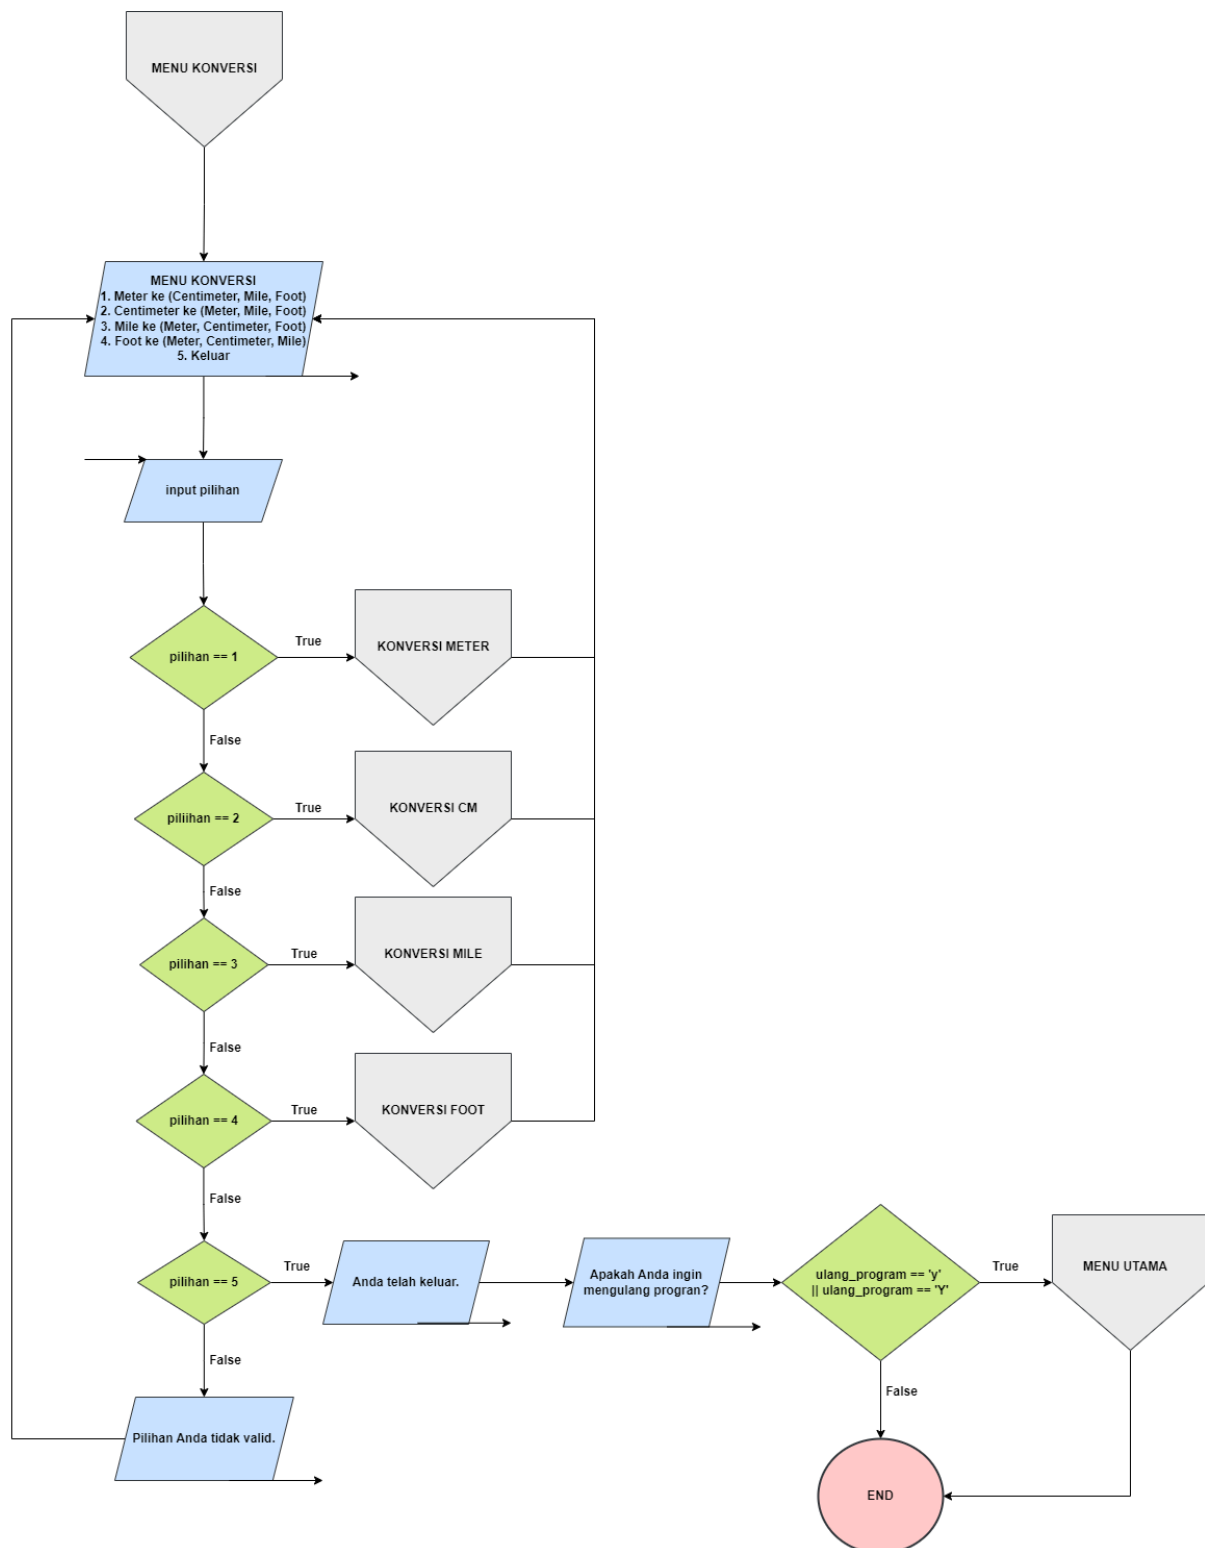 MENU KONVERSI
MENU KONVERSI
1. Meter ke (Centimeter, Mile, Foot)
2. Centimeter ke (Meter, Mile, Foot)
3. Mile ke (Meter, Centimeter, Foot)
4. Foot ke (Meter, Centimeter, Mile)
5. Keluar
input pilihan
pilihan == 1
True
KONVERSI METER
False
piliihan == 2
True
KONVERSI CM
False
pilihan == 3
True
KONVERSI MILE
False
pilihan == 4
True
KONVERSI FOOT
False
pilihan == 5
True
Anda telah keluar.
Apakah Anda ingin
mengulang progran?
ulang_program == 'y'
|| ulang_program == 'Y'
True
MENU UTAMA
False
False
Pilihan Anda tidak valid.
END